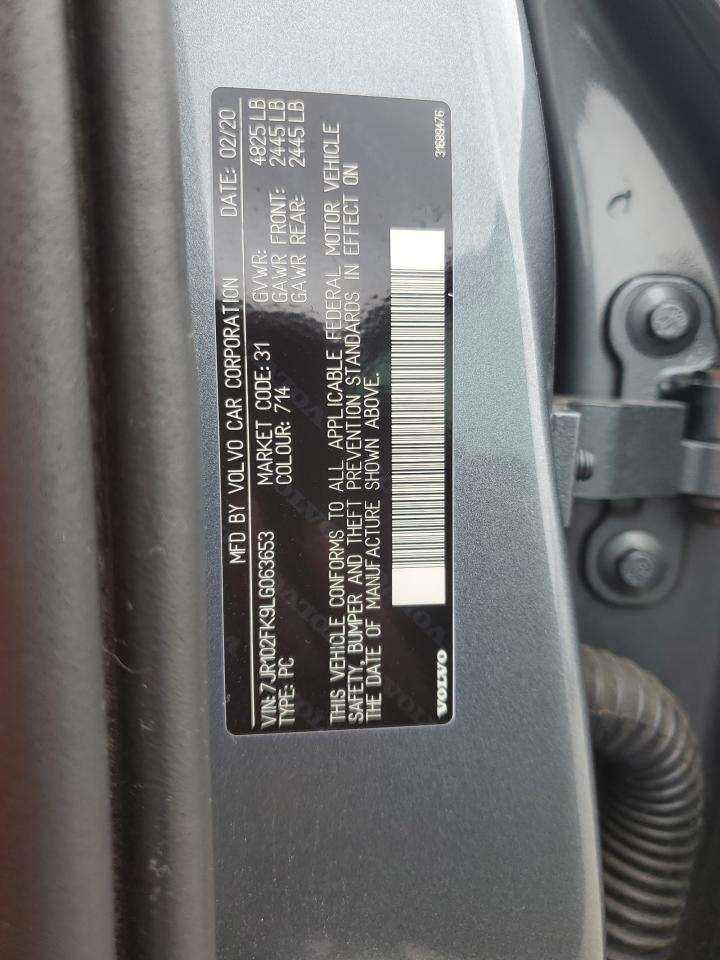 MFD BY VOLVO CAR CORPORATION DATE: 02/20
VIN: 7JR102FK9LG063653 MARKET CODE: 31 GVWR: 4825 LB
TYPE: PC COLOUR: 714 GAWR FRONT: 2445 LB
GAWR REAR: 2445 LB
THIS VEHICLE CONFORMS TO ALL APPLICABLE FEDERAL MOTOR VEHICLE
SAFETY, BUMPER AND THEFT PREVENTION STANDARDS IN EFFECT ON
THE DATE OF MANUFACTURE SHOWN ABOVE.
VOLVO 31689476